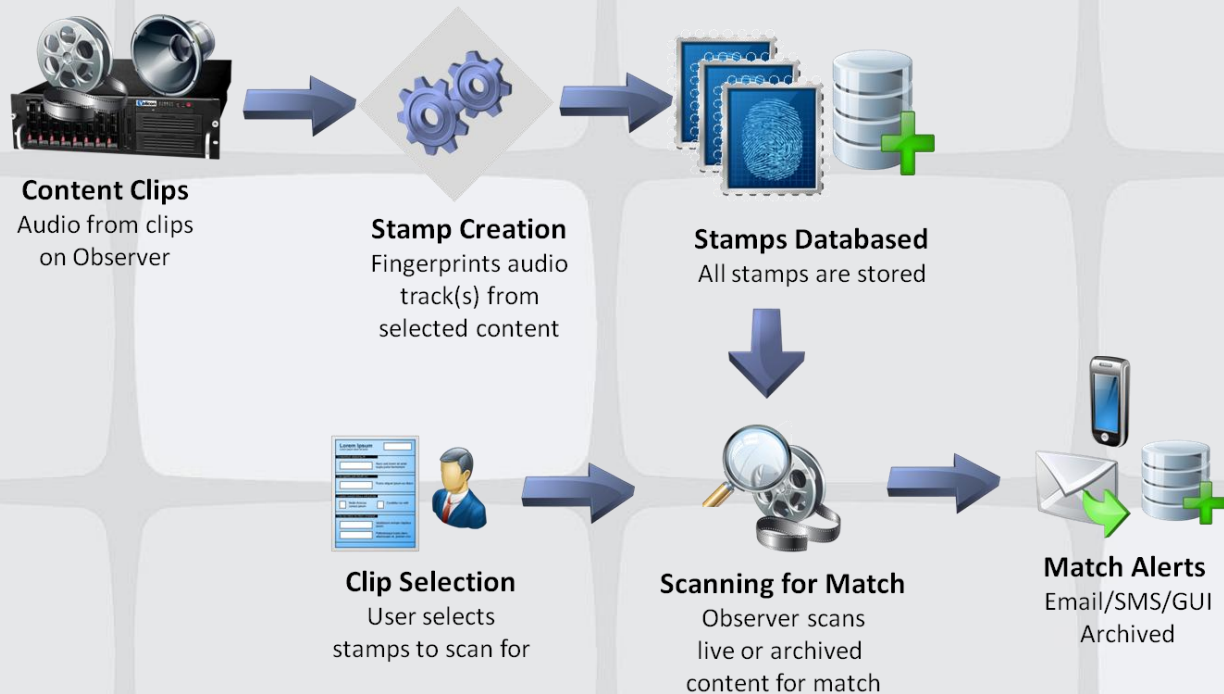 Content Clips
Audio from clips
on Observer
Stamp Creation
Fingerprints audio
track(s) from
selected content
Stamps Databased
All stamps are stored
Lorem Ipsum
Clip Selection
User selects
stamps to scan for
Scanning for Match
Observer scans
live or archived
content for match
Match Alerts
Email/SMS/GUI
Archived